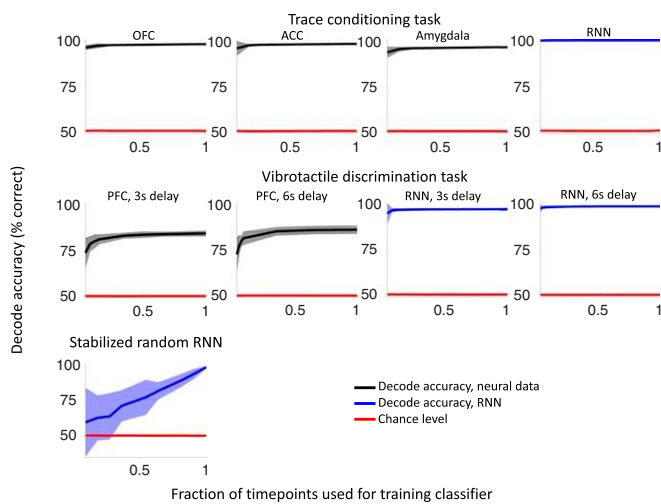 Trace conditioning task
OFC ACC Amygdala RNN
100 100 100 100
75 75 75 75
50 50 50 50
0.5 1 0.5 1 0.5 1 0.5 1
Vibrotactile discrimination task
PFC, 3s delay PFC, 6s delay RNN, 3s delay RNN, 6s delay
100 100 100 100
75 75 75 75
50 50 50 50
0.5 1 0.5 1 0.5 1 0.5 1
Decode accuracy (% correct)
Stabilized random RNN
100
75
50
0.5 1
Decode accuracy, neural data
Decode accuracy, RNN
Chance level
Fraction of timepoints used for training classifier